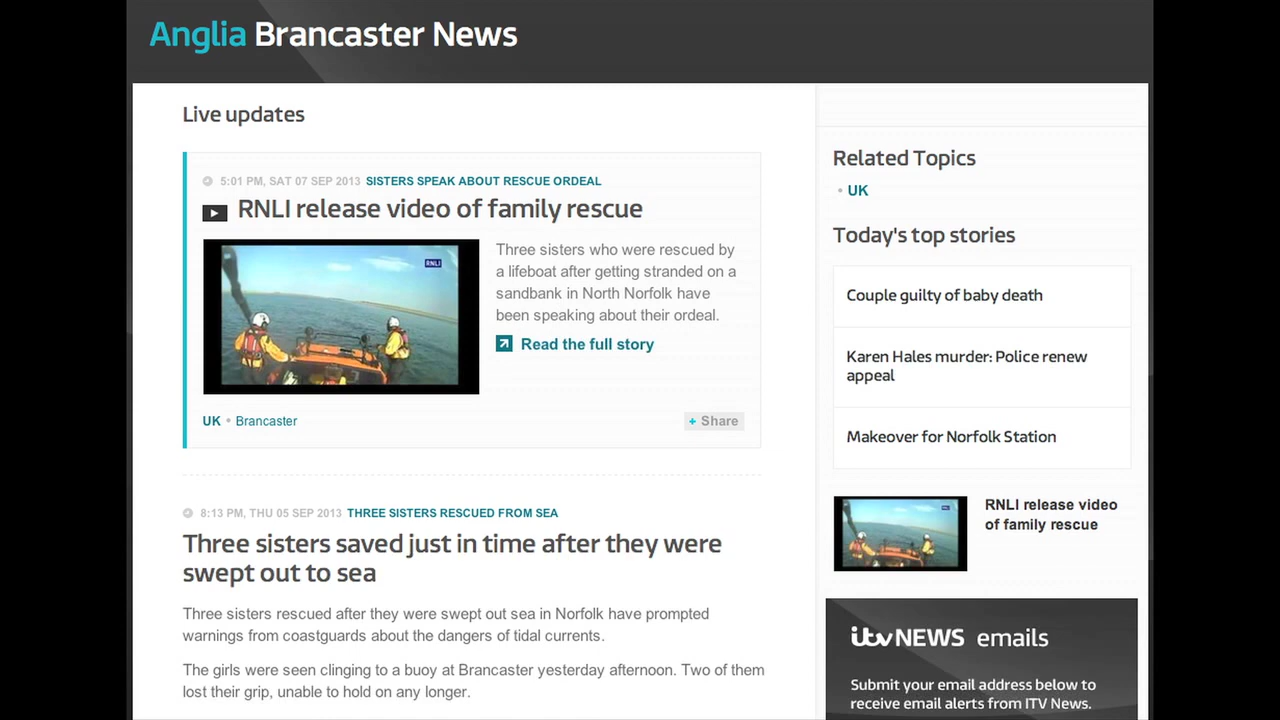 Anglia Brancaster News
Live updates
5:01 PM, SAT 07 SEP 2013 SISTERS SPEAK ABOUT RESCUE ORDEAL
RNLI release video of family rescue
RNLI
Three sisters who were rescued by
a lifeboat after getting stranded on a
sandbank in North Norfolk have
been speaking about their ordeal.
Read the full story
UK • Brancaster
+ Share
8:13 PM, THU 05 SEP 2013 THREE SISTERS RESCUED FROM SEA
Three sisters saved just in time after they were
swept out to sea
Three sisters rescued after they were swept out sea in Norfolk have prompted
warnings from coastguards about the dangers of tidal currents.
The girls were seen clinging to a buoy at Brancaster yesterday afternoon. Two of them
lost their grip, unable to hold on any longer.
Related Topics
• UK
Today's top stories
Couple guilty of baby death
Karen Hales murder: Police renew
appeal
Makeover for Norfolk Station
RNLI release video
of family rescue
itv NEWS emails
Submit your email address below to
receive email alerts from ITV News.